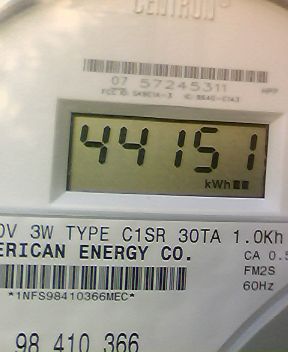 CENTRON®
07 57245311
44151
kWh
0V 3W TYPE C1SR 30TA 1.0Kh
ERICAN ENERGY CO. CA 0.5
FM2S
*1NFS98410366MEC* 60Hz
98 410 366